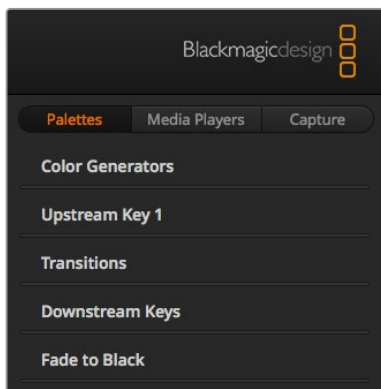 Blackmagicdesign
Palettes Media Players Capture
Color Generators
Upstream Key 1
Transitions
Downstream Keys
Fade to Black